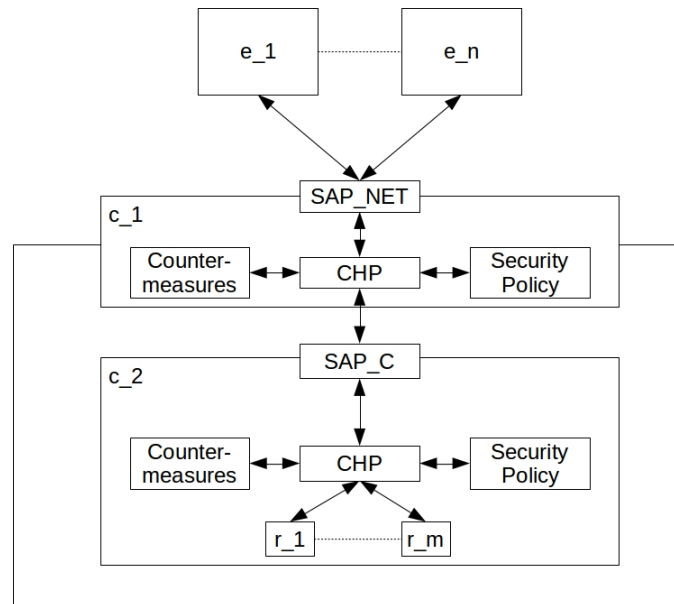 e_1
e_n
SAP_NET
c_1
Counter-
measures
CHP
Security
Policy
SAP_C
c_2
Counter-
measures
CHP
Security
Policy
r_1
r_m